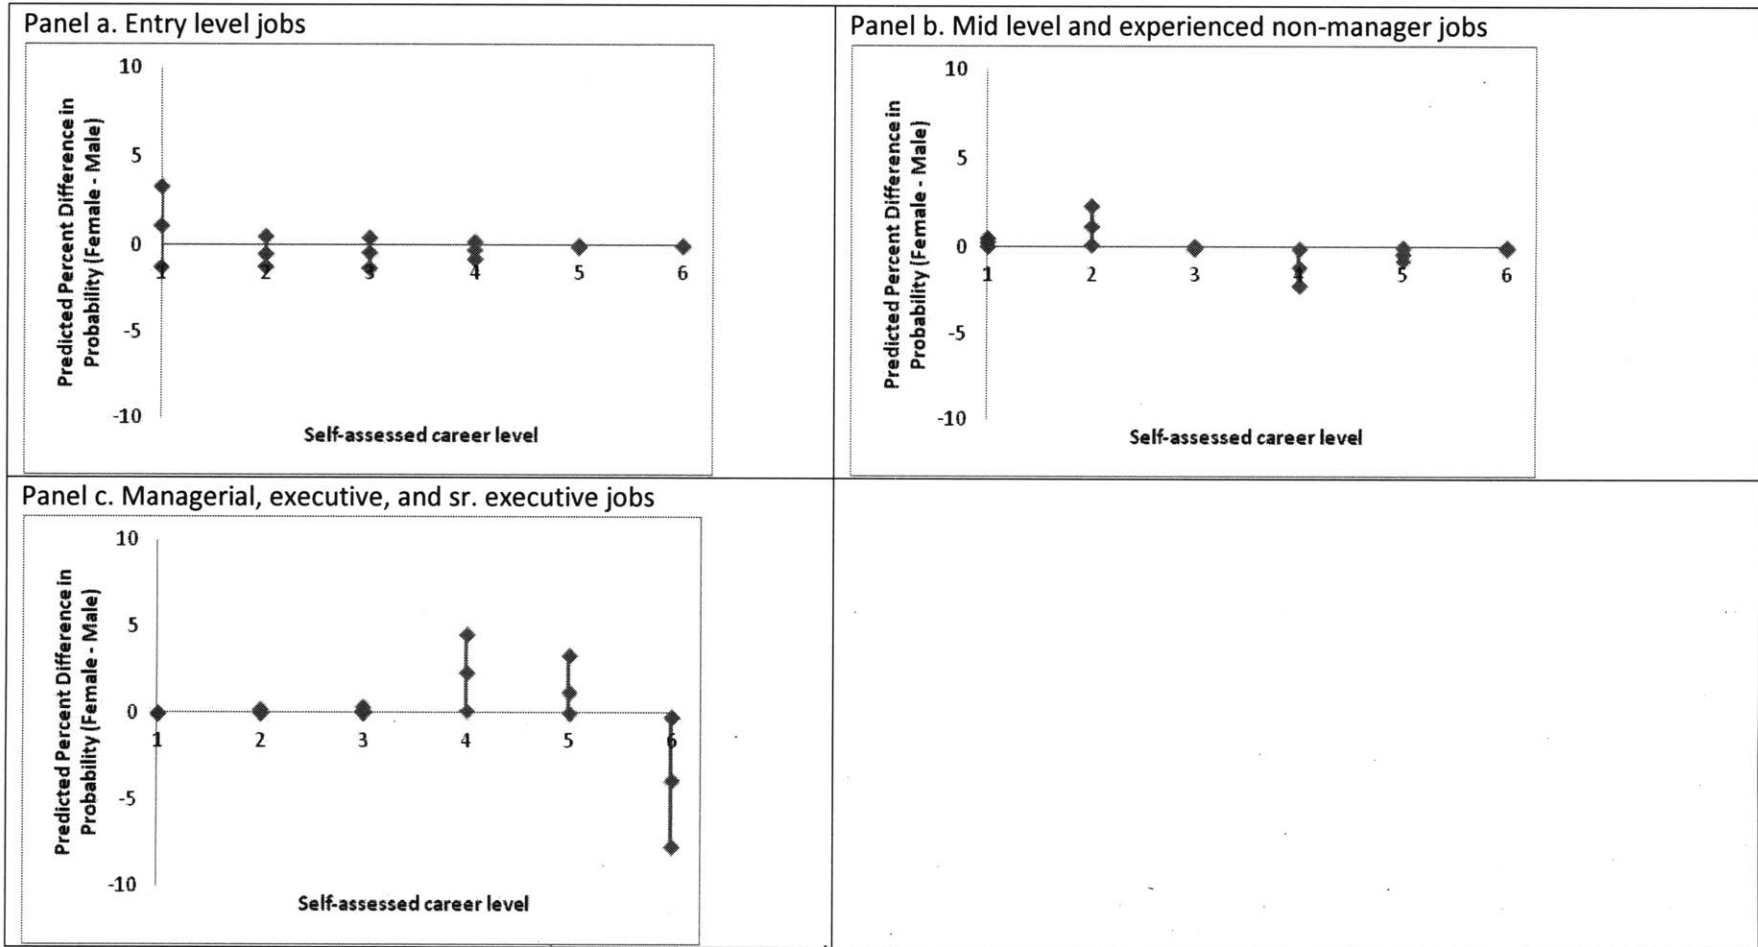 Panel a. Entry level jobs
10
5
0
-5
-10
Predicted Percent Difference in
Probability (Female - Male)
1 2 3 4 5 6
Self-assessed career level
Panel b. Mid level and experienced non-manager jobs
10
5
0
-5
-10
Predicted Percent Difference in
Probability (Female - Male)
1 2 3 4 5 6
Self-assessed career level
Panel c. Managerial, executive, and sr. executive jobs
10
5
0
-5
-10
Predicted Percent Difference in
Probability (Female - Male)
1 2 3 4 5 6
Self-assessed career level